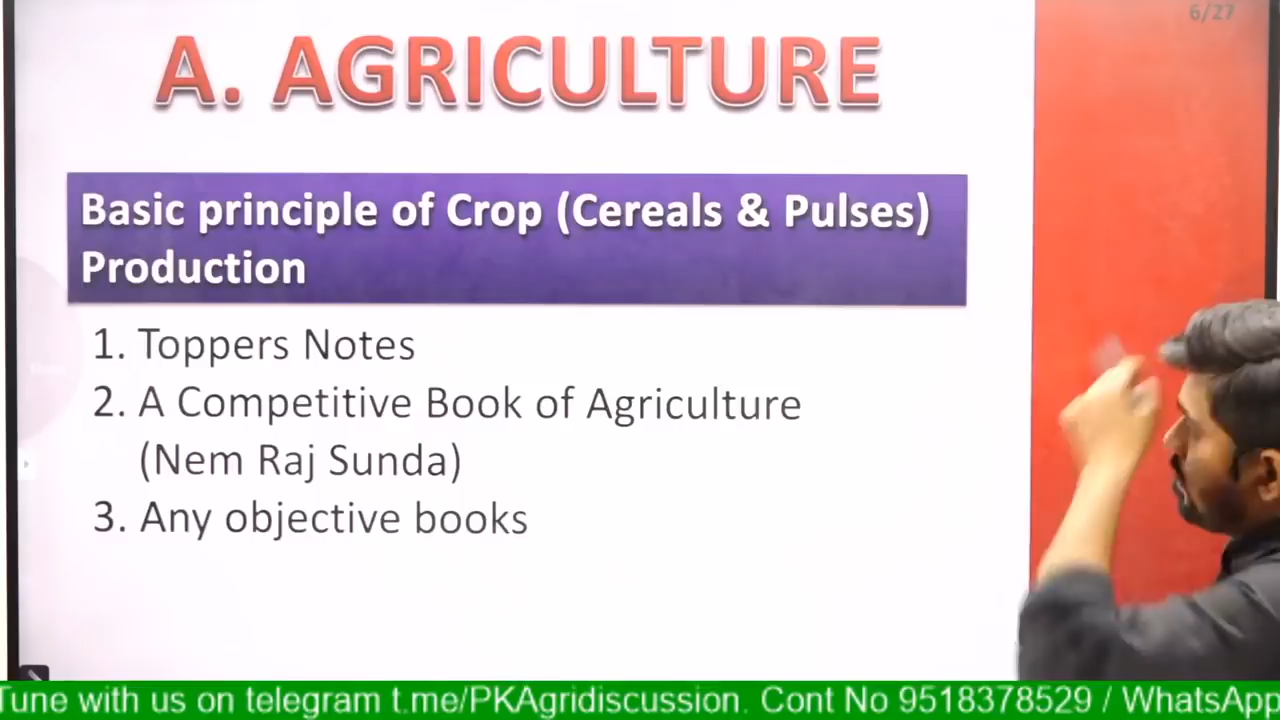 6/27
A. AGRICULTURE
Basic principle of Crop (Cereals & Pulses)
Production
1. Toppers Notes
2. A Competitive Book of Agriculture
(Nem Raj Sunda)
3. Any objective books
Tune with us on telegram t.me/PKAgridiscussion. Cont No 9518378529 / WhatsApp